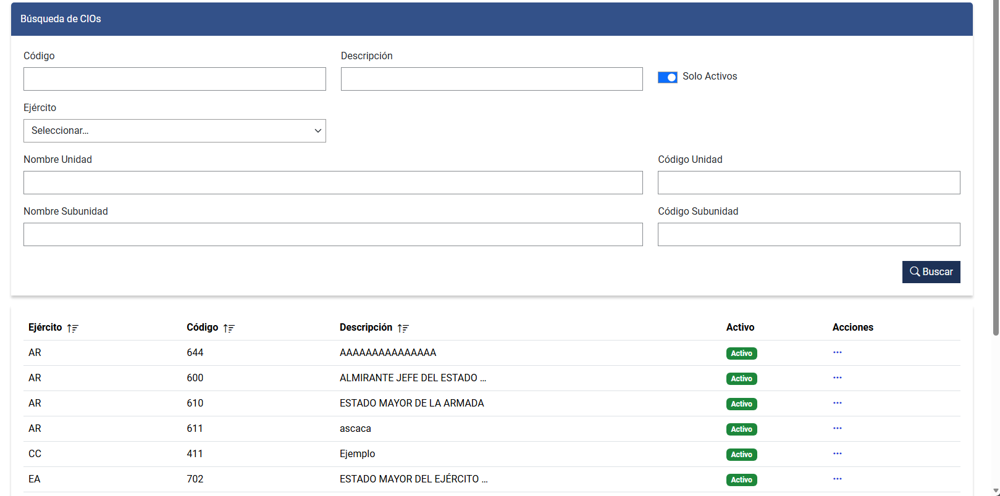 Búsqueda de CIOs
Código Descripción
Solo Activos
Ejército
Seleccionar...
Nombre Unidad Código Unidad
Nombre Subunidad Código Subunidad
Buscar
Ejército Código Descripción Activo Acciones
AR 644 AAAAAAAAAAAAAAA Activo ...
AR 600 ALMIRANTE JEFE DEL ESTADO ... Activo ...
AR 610 ESTADO MAYOR DE LA ARMADA Activo ...
AR 611 ascaca Activo ...
CC 411 Ejemplo Activo ...
EA 702 ESTADO MAYOR DEL EJÉRCITO ... Activo ...